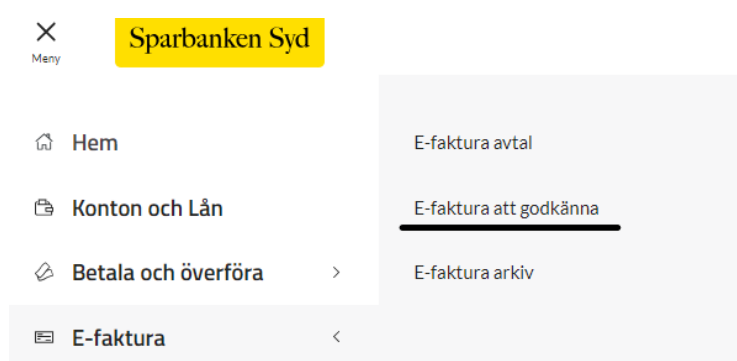 Meny
Sparbanken Syd
Hem
Konton och Lån
Betala och överföra
E-faktura
E-faktura avtal
E-faktura att godkänna
E-faktura arkiv